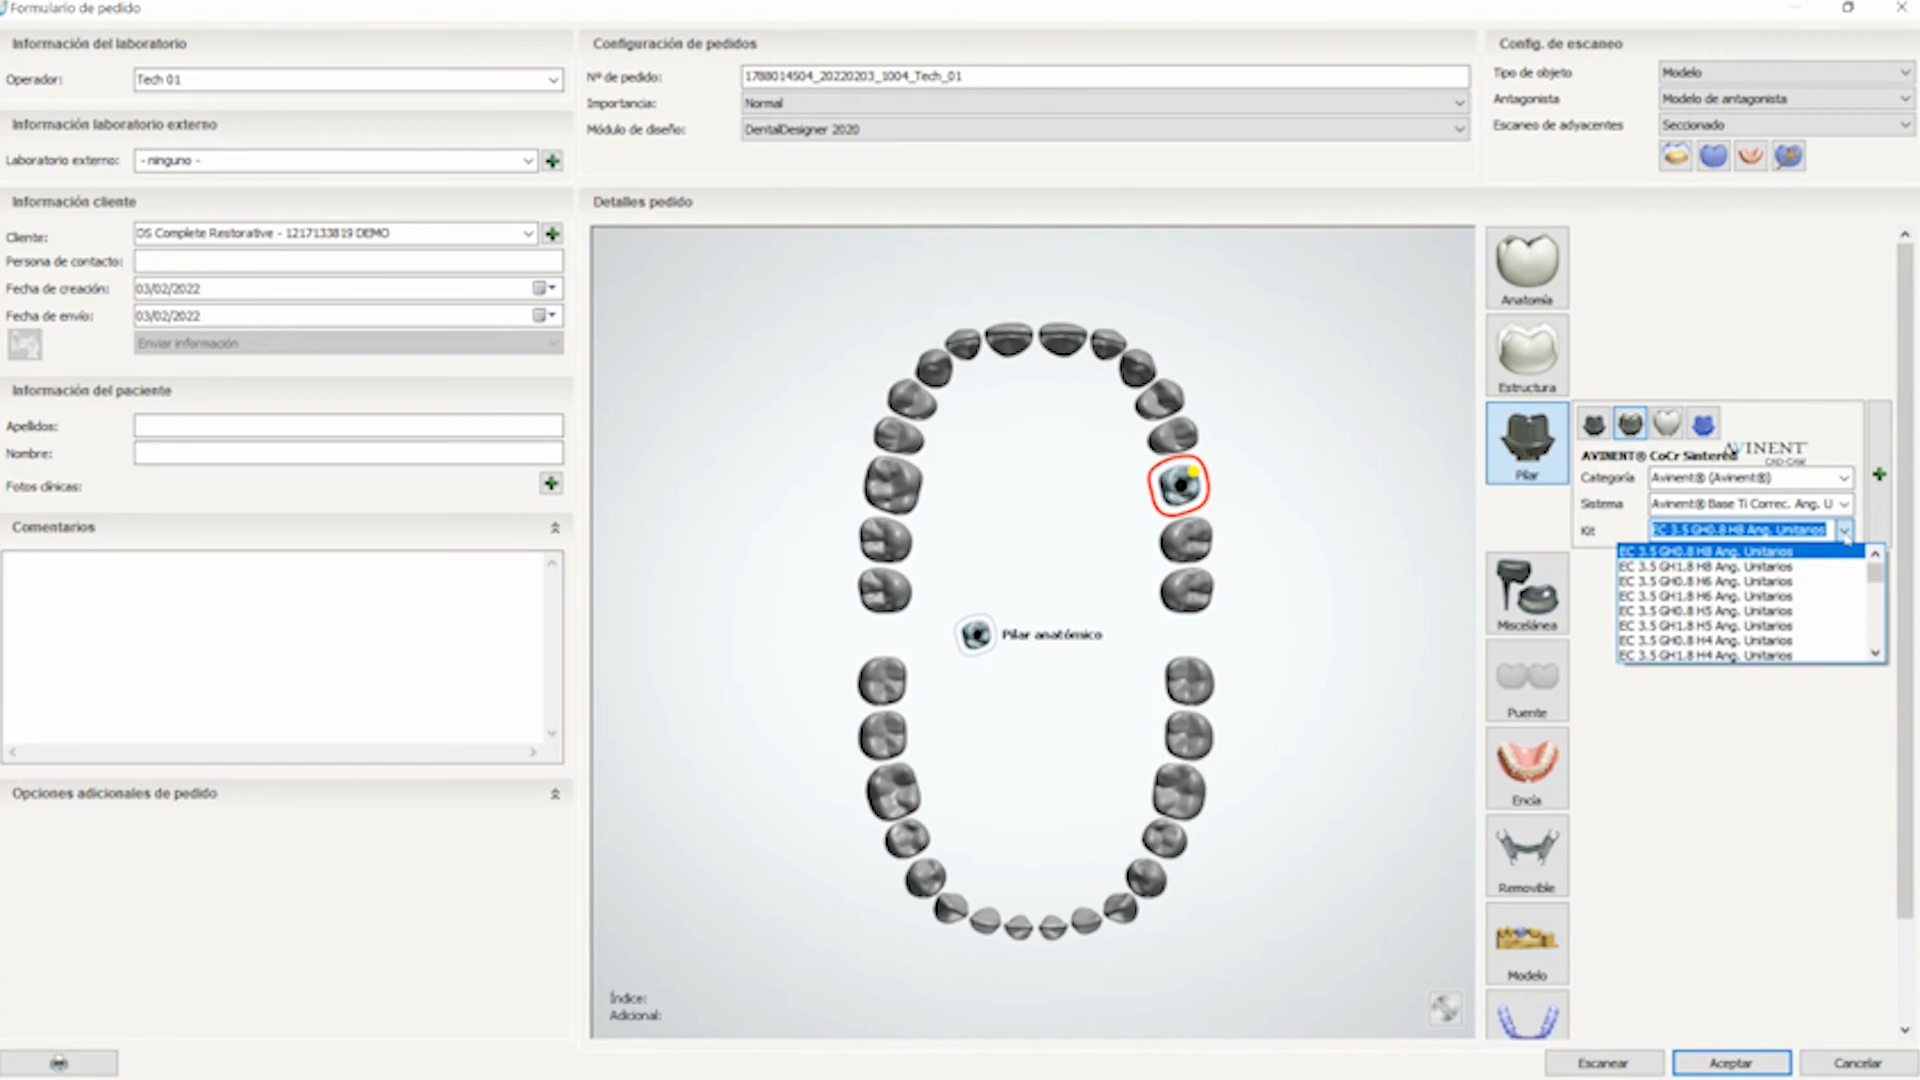 Formulario de pedido
Información del laboratorio
Operador:
Tech 01
Información laboratorio externo
Laboratorio externo:
- ninguno -
Información cliente
Cliente:
DS Complete Restorative - 1217133819 DEMO
Persona de contacto:
Fecha de creación:
03/02/2022
Fecha de envío:
03/02/2022
Enviar información
Información del paciente
Apellidos:
Nombre:
Fotos clínicas:
Comentarios
Opciones adicionales de pedido
Configuración de pedidos
Nº de pedido:
1788014504_20220203_1004_Tech_01
Importancia:
Normal
Módulo de diseño:
DentalDesigner 2020
Detalles pedido
Pilar anatómico
Índice:
Adicional:
Config. de escaneo
Tipo de objeto
Modelo
Antagonista
Modelo de antagonista
Escaneo de adyacentes
Seccionado
Anatomía
Estructura
Pilar
Miscelánea
Puente
Encía
Removible
Modelo
AVINENT
CAD-CAM
AVINENT® CoCr Sintered
Categoría
Avinent® (Avinent®)
Sistema
Avinent® Base Ti Correc. Ang. U
Kit
EC 3.5 GH0.8 H8 Ang. Unitarios
EC 3.5 GH0.8 H8 Ang. Unitarios
EC 3.5 GH1.8 H8 Ang. Unitarios
EC 3.5 GH0.8 H6 Ang. Unitarios
EC 3.5 GH1.8 H6 Ang. Unitarios
EC 3.5 GH0.8 H5 Ang. Unitarios
EC 3.5 GH1.8 H5 Ang. Unitarios
EC 3.5 GH0.8 H4 Ang. Unitarios
EC 3.5 GH1.8 H4 Ang. Unitarios
Escanear
Aceptar
Cancelar